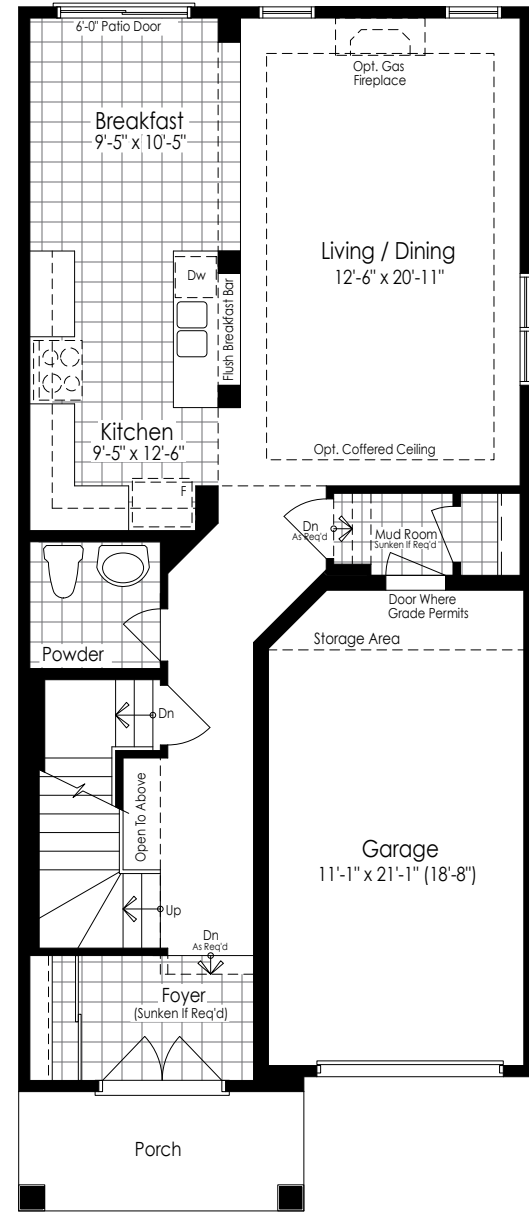 6'-0" Patio Door
Opt. Gas
Fireplace
Breakfast
9'-5" x 10'-5"
Living / Dining
12'-6" x 20'-11"
Dw
Flush Breakfast Bar
Kitchen
9'-5" x 12'-6"
Opt. Coffered Ceiling
F
Dn
As Req'd
Mud Room
Sunken If Req'd
Door Where
Grade Permits
Storage Area
Powder
Dn
Open To Above
Garage
11'-1" x 21'-1" (18'-8")
Up
Dn
As Req'd
Foyer
(Sunken If Req'd)
Porch